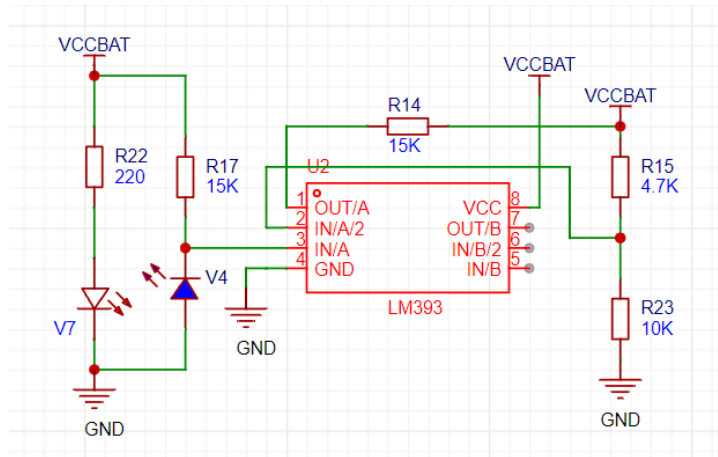 VCCBAT
VCCBAT
VCCBAT
R14
15K
R22
220
R17
15K
U2
R15
4.7K
1 OUT/A VCC 8
2 IN/A/2 OUT/B 7
3 IN/A IN/B/2 6
4 GND IN/B 5
V4
V7
LM393
R23
10K
GND
GND
GND